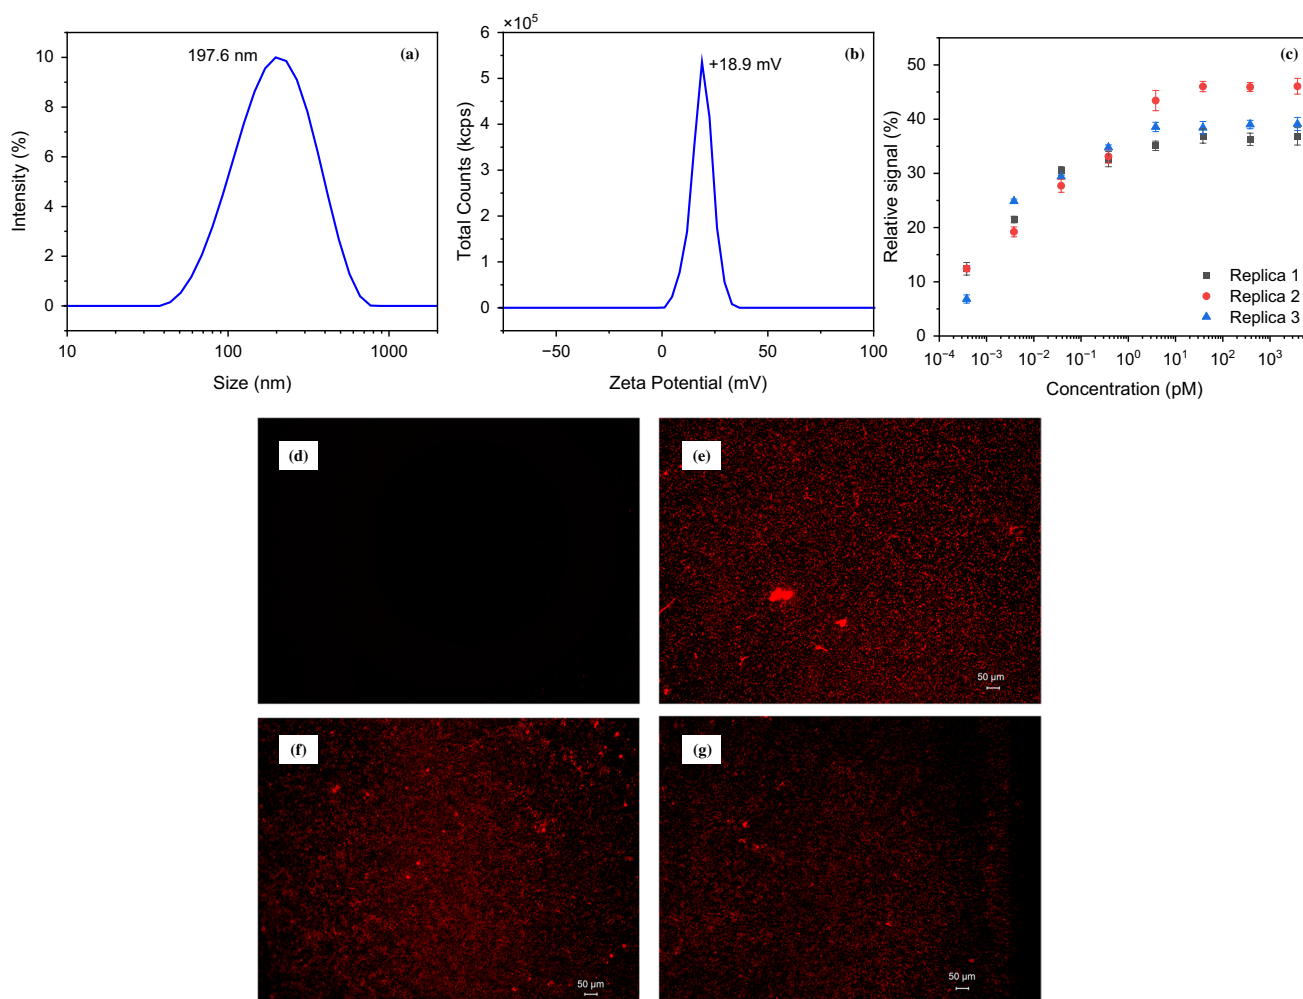 (a)
197.6 nm
Intensity (%)
10
8
6
4
2
0
10
100
1000
Size (nm)
×10⁵
(b)
+18.9 mV
Total Counts (kcps)
6
5
4
3
2
1
0
−50
0
50
100
Zeta Potential (mV)
(c)
Relative signal (%)
50
40
30
20
10
0
Replica 1
Replica 2
Replica 3
10⁻⁴ 10⁻³ 10⁻² 10⁻¹ 10⁰ 10¹ 10² 10³
Concentration (pM)
(d)
(e)
50 µm
(f)
50 µm
(g)
50 µm